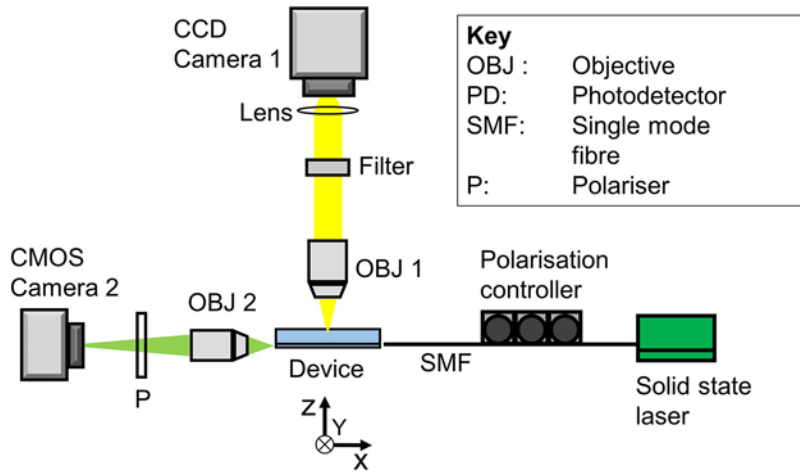 CCD
Camera 1
Lens
Filter
OBJ 1
Key
OBJ : Objective
PD: Photodetector
SMF: Single mode
fibre
P: Polariser
CMOS
Camera 2
OBJ 2
P
Device
SMF
Polarisation
controller
Solid state
laser
Z
Y
X